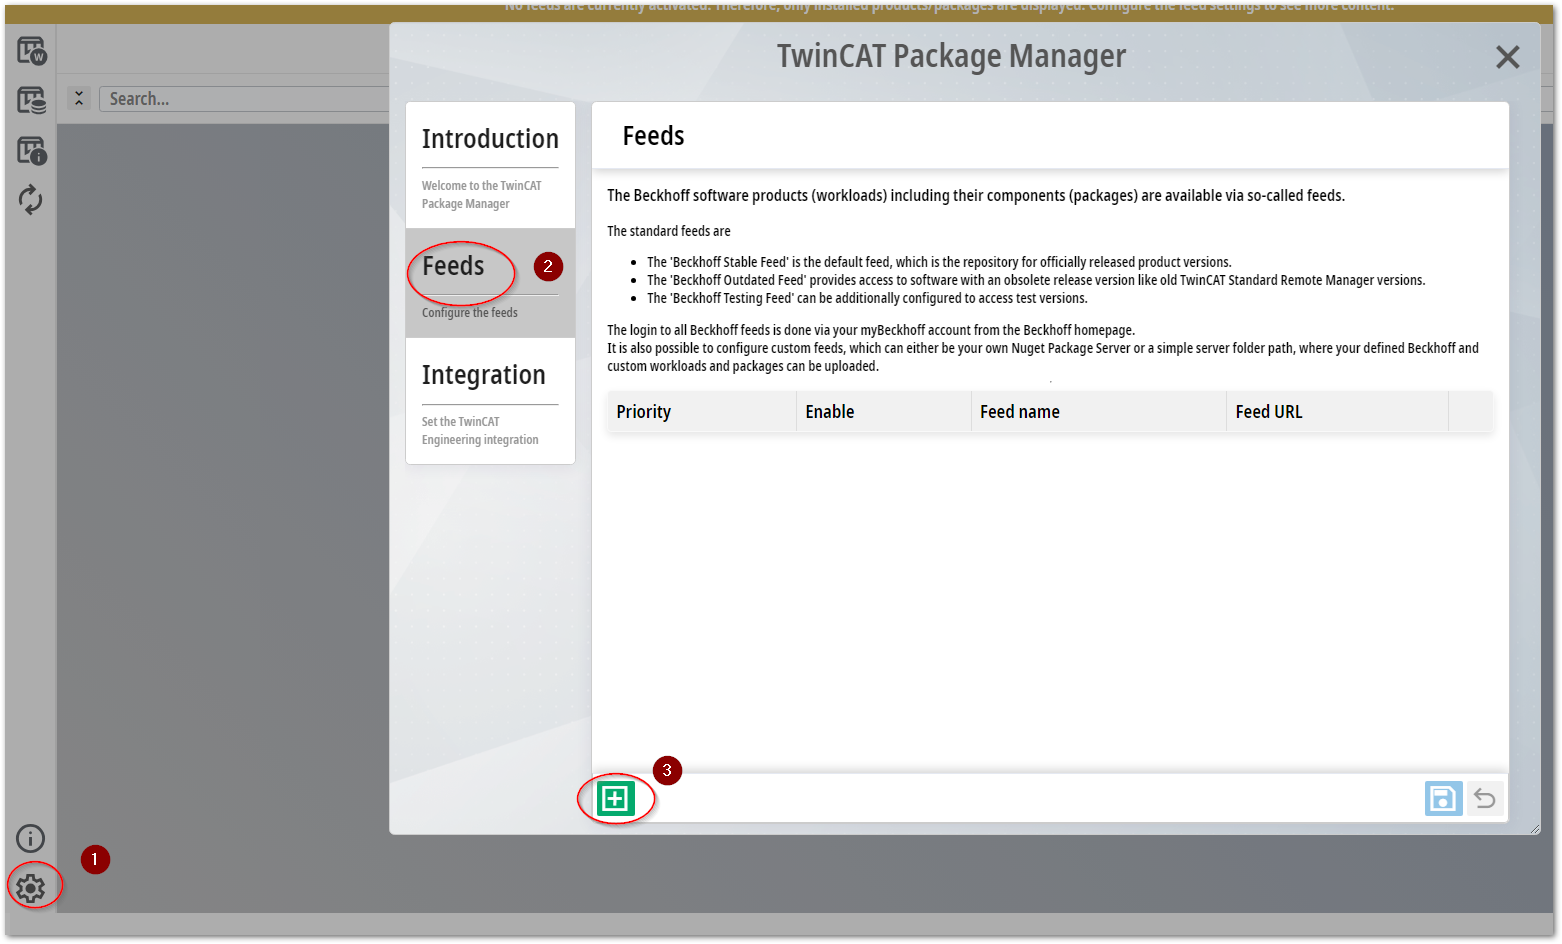 No feeds are currently activated. Therefore, only installed products/packages are displayed. Configure the feed settings to see more content.
TwinCAT Package Manager
W
Search...
Introduction
Welcome to the TwinCAT
Package Manager
Feeds
2
Configure the feeds
Integration
Set the TwinCAT
Engineering integration
Feeds
The Beckhoff software products (workloads) including their components (packages) are available via so-called feeds.
The standard feeds are
• The 'Beckhoff Stable Feed' is the default feed, which is the repository for officially released product versions.
• The 'Beckhoff Outdated Feed' provides access to software with an obsolete release version like old TwinCAT Standard Remote Manager versions.
• The 'Beckhoff Testing Feed' can be additionally configured to access test versions.
The login to all Beckhoff feeds is done via your myBeckhoff account from the Beckhoff homepage.
It is also possible to configure custom feeds, which can either be your own Nuget Package Server or a simple server folder path, where your defined Beckhoff and
custom workloads and packages can be uploaded.
Priority Enable Feed name Feed URL
3
1